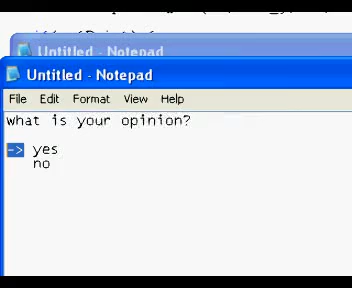 Untitled - Notepad
Untitled - Notepad
File Edit Format View Help
what is your opinion?
-> yes
no